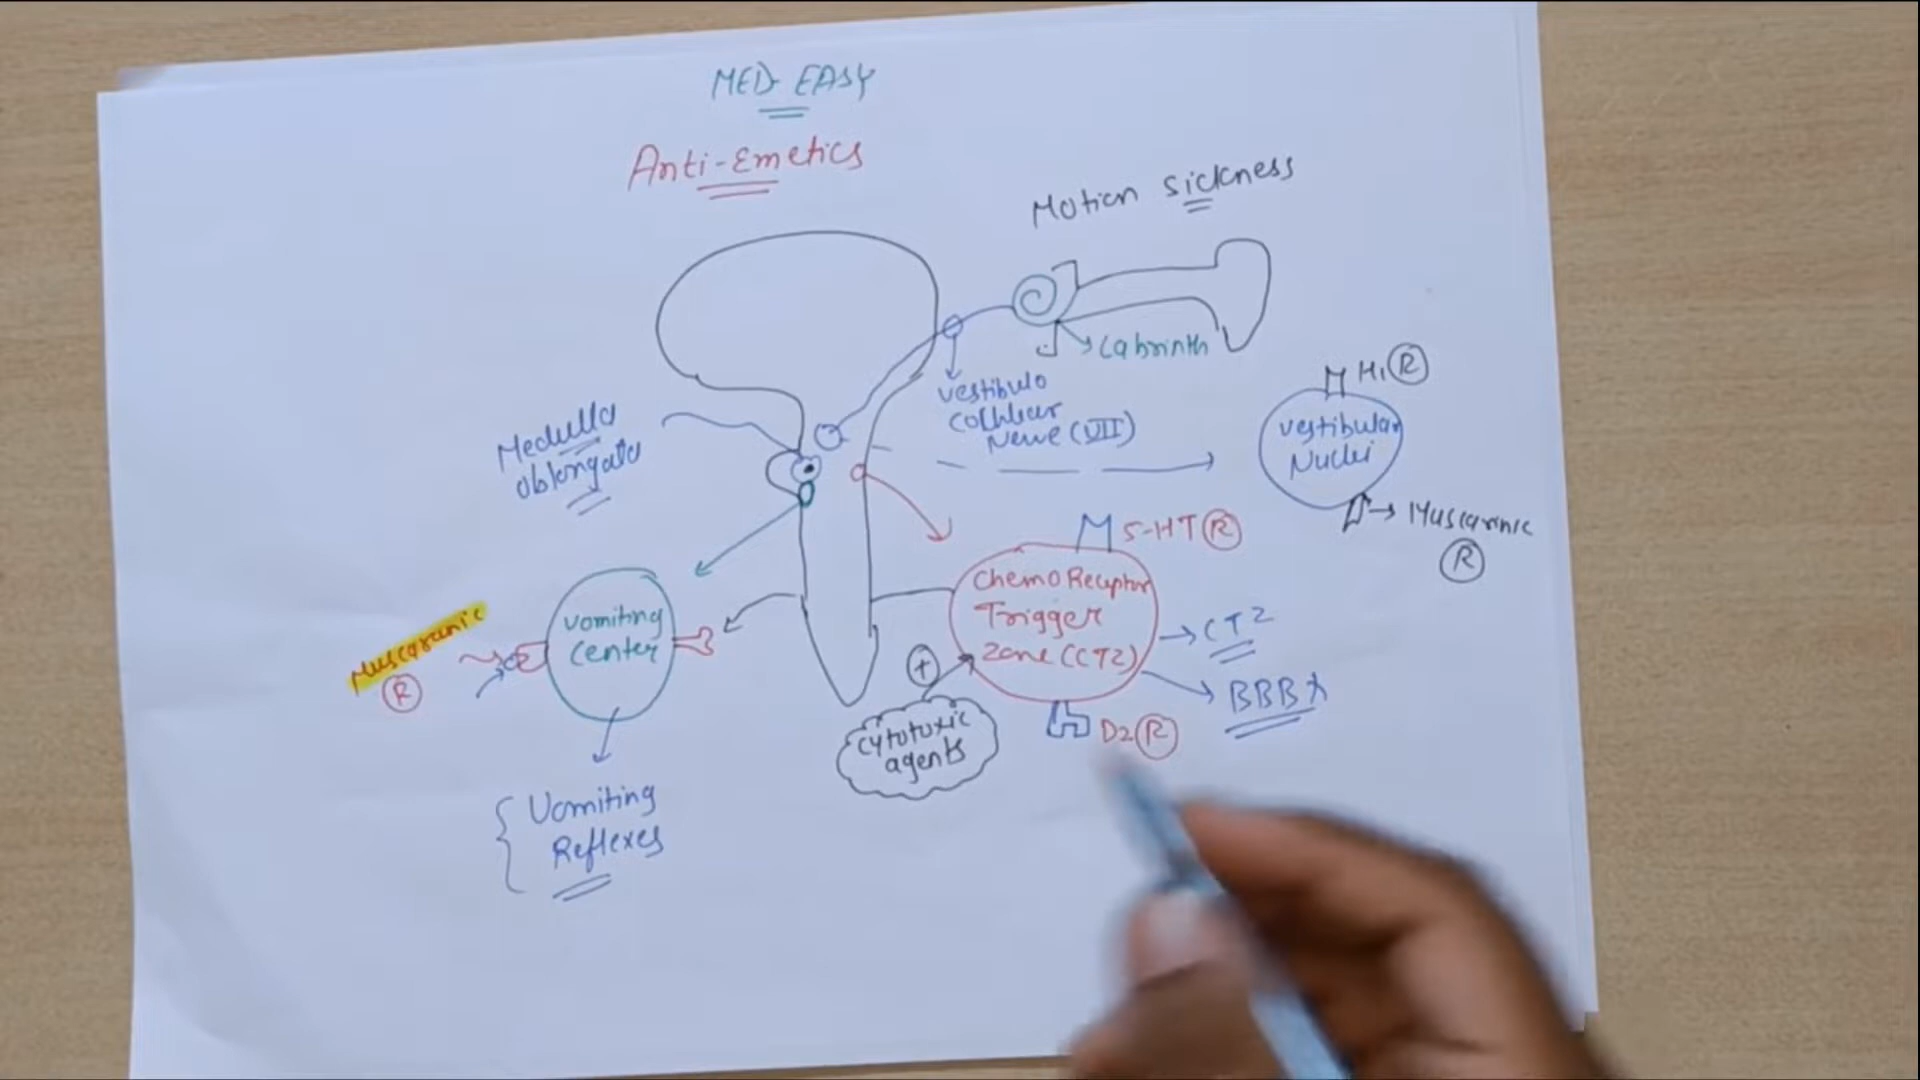 MED EASY
Anti-Emetics
Motion sickness
Labrinth
Vestibulo
Cochlear
Nerve (VII)
H1 R
Vestibular
Nuclei
Muscarinic
R
Medulla
oblongata
5-HT R
Chemo Receptor
Trigger
Zone (CTZ)
CTZ
BBB X
D2 R
+
Cytotoxic
agents
Vomiting
Center
Muscarinic
R
Vomiting
Reflexes